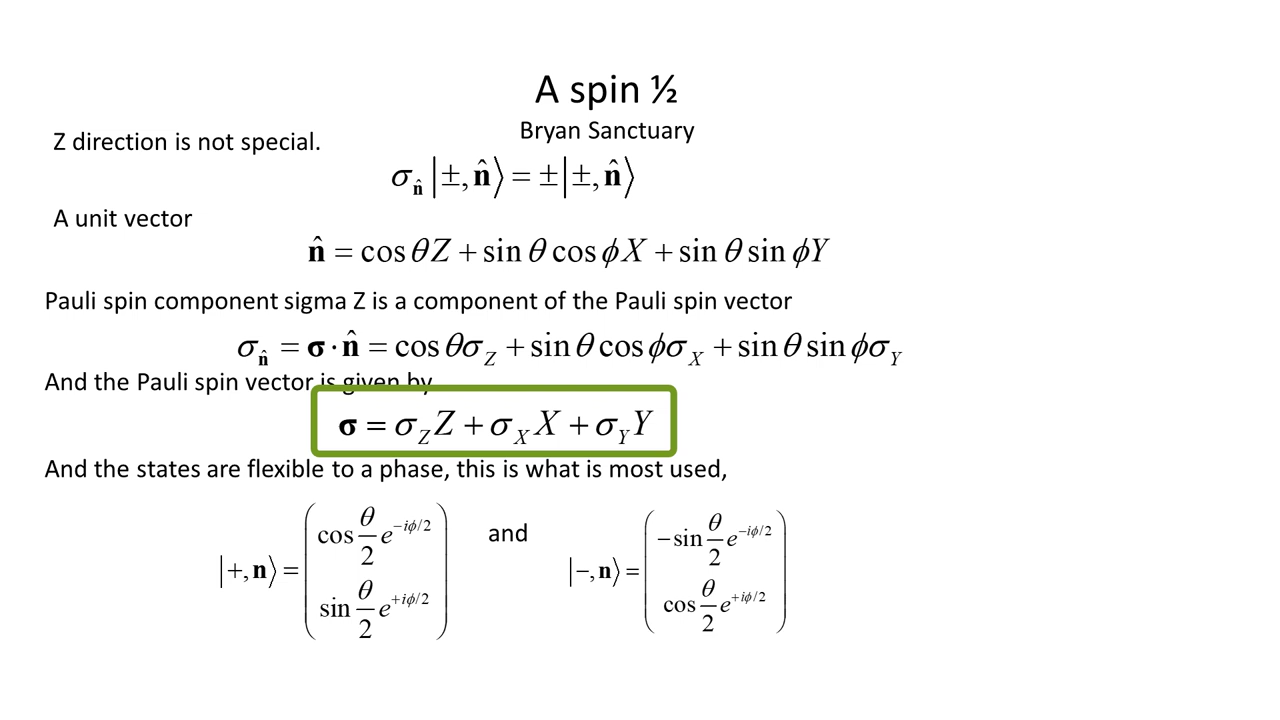 A spin ½
Bryan Sanctuary
Z direction is not special.
σ_n̂ |±, n̂⟩ = ±|±, n̂⟩
A unit vector
n̂ = cos θZ + sin θ cos ϕX + sin θ sin ϕY
Pauli spin component sigma Z is a component of the Pauli spin vector
σ_n̂ = σ · n̂ = cos θσ_Z + sin θ cos ϕσ_X + sin θ sin ϕσ_Y
And the Pauli spin vector is given by
σ = σ_Z Z + σ_X X + σ_Y Y
And the states are flexible to a phase, this is what is most used,
|+, n⟩ = ( cos θ/2 e^{−iϕ/2} sin θ/2 e^{+iϕ/2} ) and |−, n⟩ = ( −sin θ/2 e^{−iϕ/2} cos θ/2 e^{+iϕ/2} )